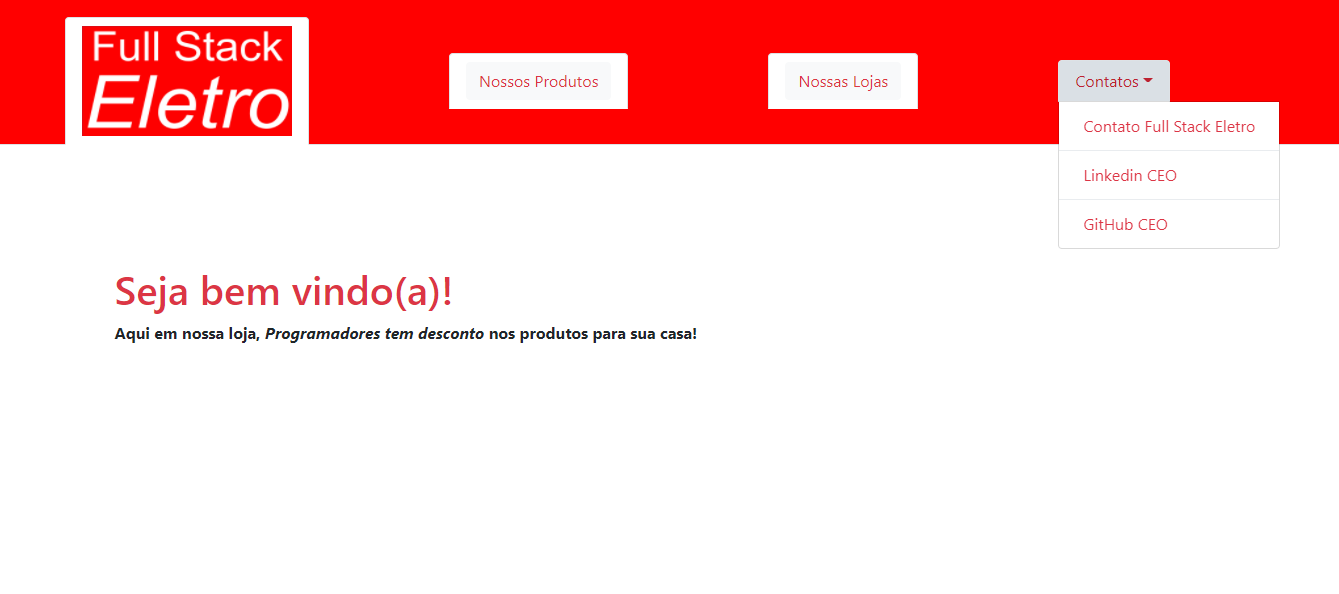 Full Stack
Eletro
Nossos Produtos
Nossas Lojas
Contatos
Contato Full Stack Eletro
Linkedin CEO
GitHub CEO
Seja bem vindo(a)!
Aqui em nossa loja, Programadores tem desconto nos produtos para sua casa!